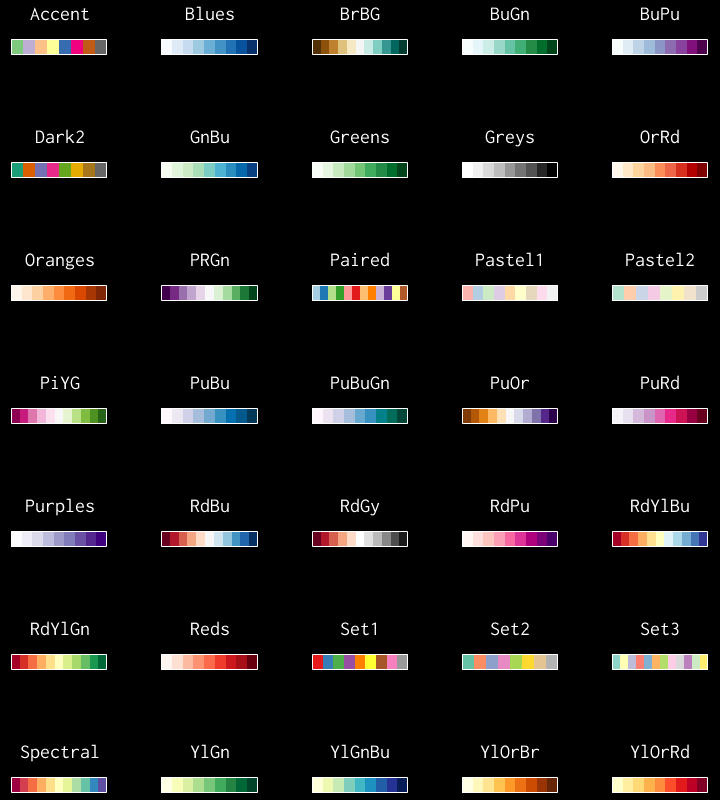 Accent Blues BrBG BuGn BuPu
Dark2 GnBu Greens Greys OrRd
Oranges PRGn Paired Pastel1 Pastel2
PiYG PuBu PuBuGn PuOr PuRd
Purples RdBu RdGy RdPu RdYlBu
RdYlGn Reds Set1 Set2 Set3
Spectral YlGn YlGnBu YlOrBr YlOrRd